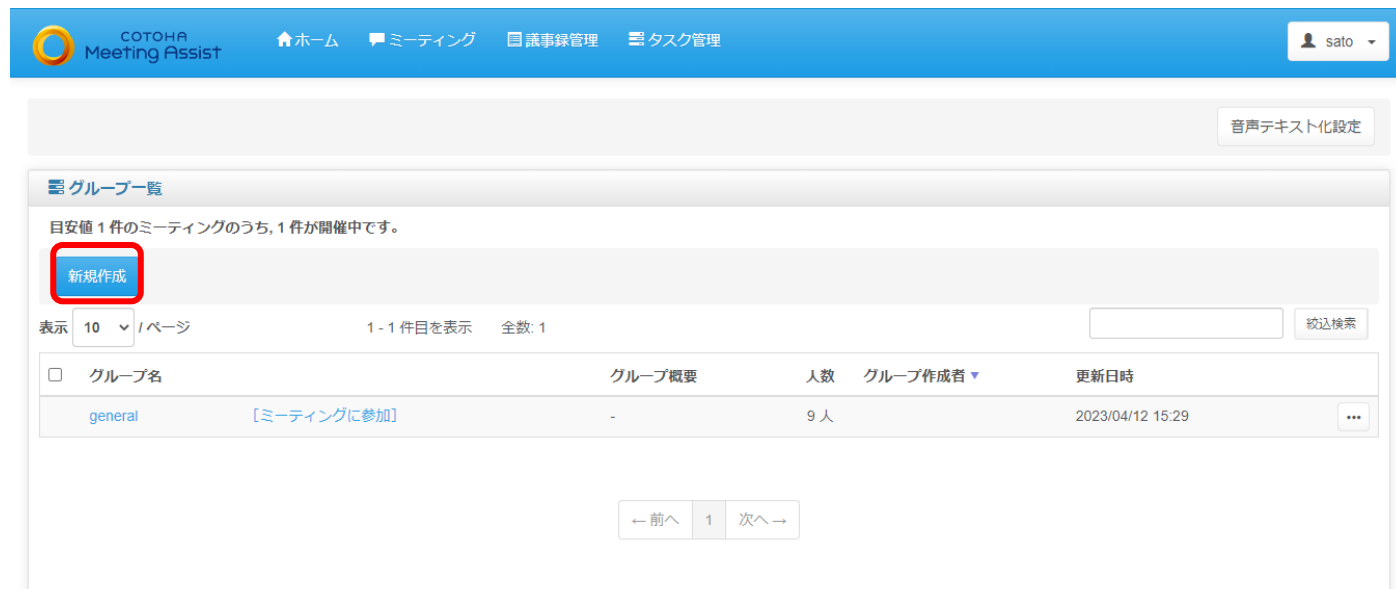 COTOHA
Meeting Assist
ホーム ミーティング 議事録管理 タスク管理
sato
音声テキスト化設定
グループ一覧
目安値 1 件のミーティングのうち, 1 件が開催中です。
新規作成
表示 10 / ページ 1 - 1 件目を表示 全数: 1 絞込検索
グループ名 グループ概要 人数 グループ作成者 ▼ 更新日時
general [ミーティングに参加] - 9 人 2023/04/12 15:29 •••
←前へ 1 次へ→